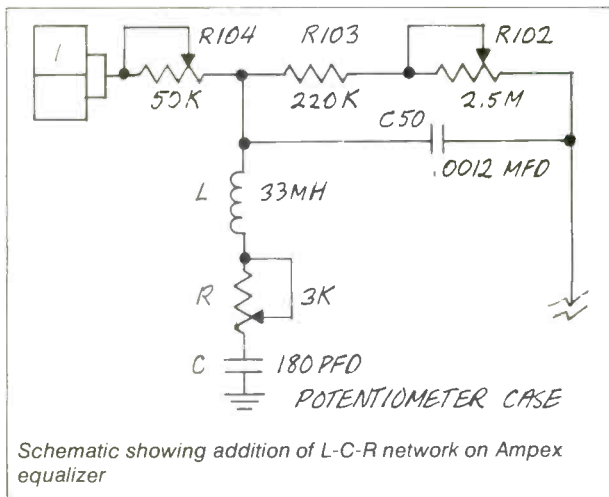 R104 R103 R102
1
50K 220K 2.5M
C50
.0012 MFD
L 33MH
R 3K
C 180 PFD
POTENTIOMETER CASE
Schematic showing addition of L-C-R network on Ampex
equalizer